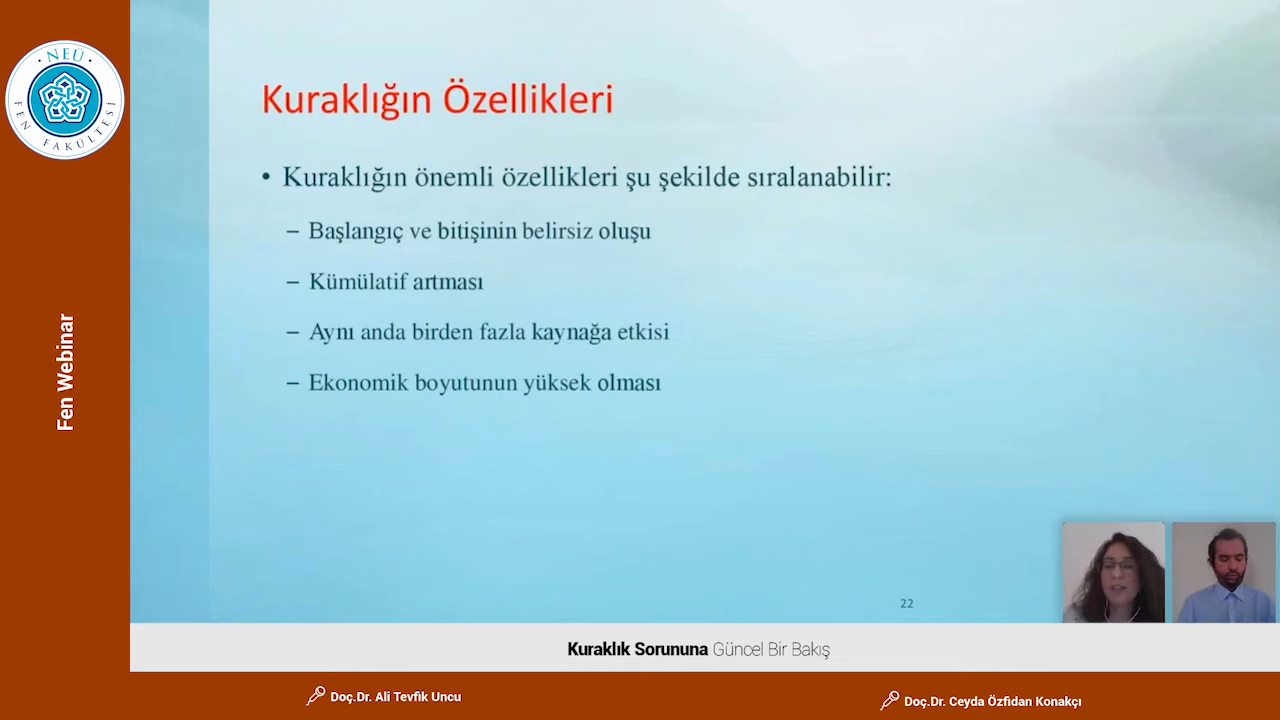 NEÜ
FEN FAKÜLTESİ
Fen Webinar
Kuraklığın Özellikleri
• Kuraklığın önemli özellikleri şu şekilde sıralanabilir:
– Başlangıç ve bitişinin belirsiz oluşu
– Kümülatif artması
– Aynı anda birden fazla kaynağa etkisi
– Ekonomik boyutunun yüksek olması
22
Kuraklık Sorununa Güncel Bir Bakış
Doç.Dr. Ali Tevfik Uncu
Doç.Dr. Ceyda Özfidan Konakçı